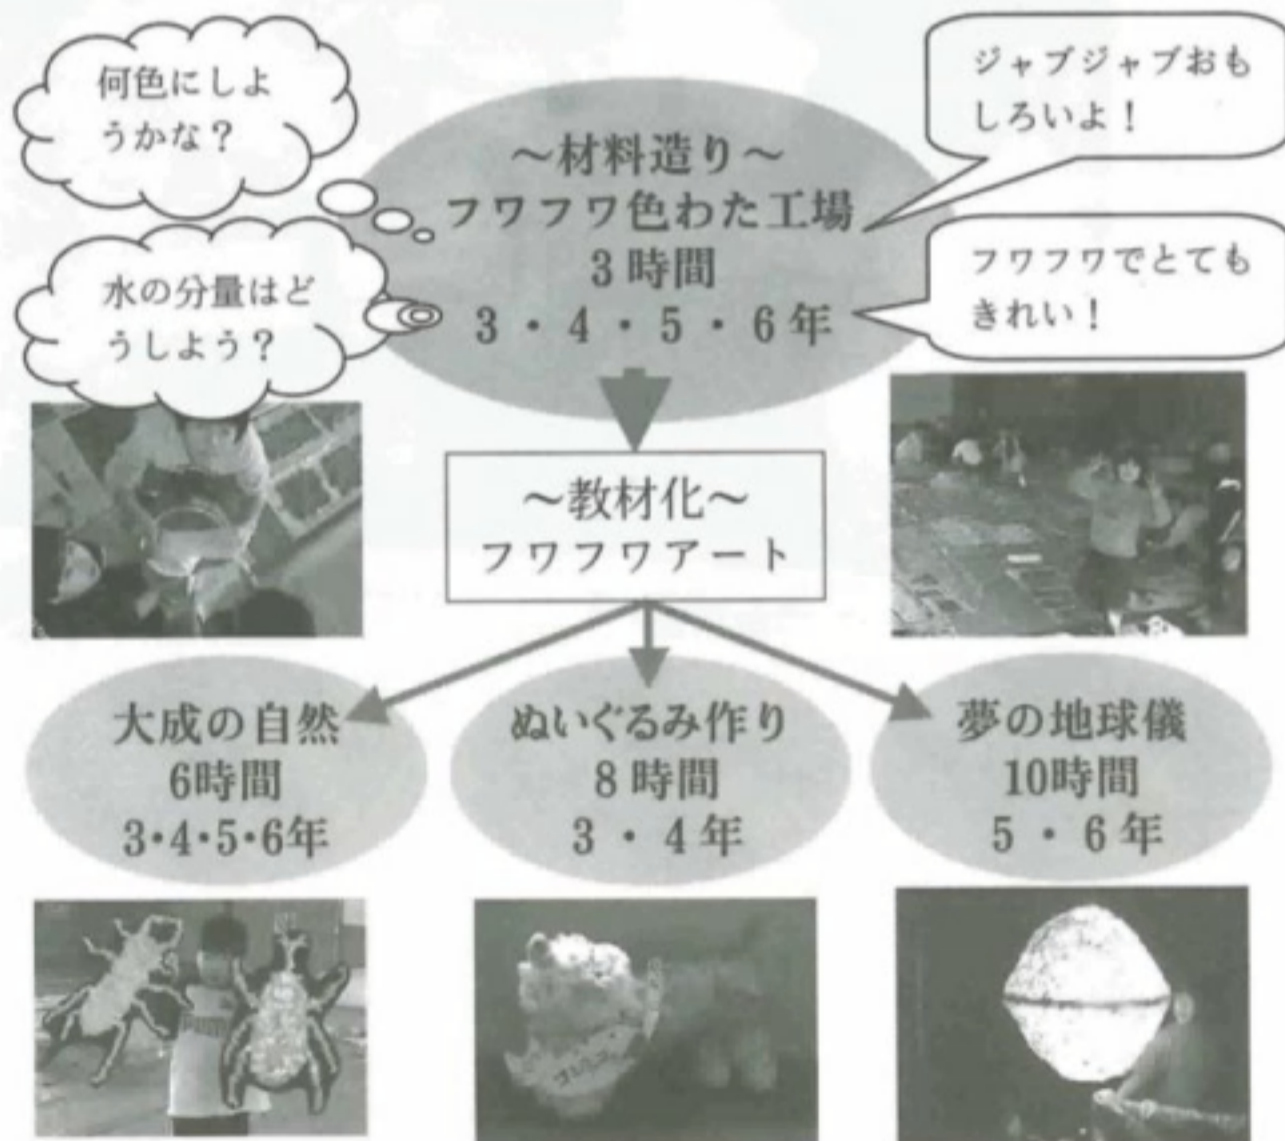 何色にしよ
うかな？
ジャブジャブおも
しろいよ！
～材料造り～
フワフワ色わた工場
3時間
3・4・5・6年
水の分量はど
うしよう？
フワフワでとても
きれい！
～教材化～
フワフワアート
大成の自然
6時間
3・4・5・6年
ぬいぐるみ作り
8時間
3・4年
夢の地球儀
10時間
5・6年